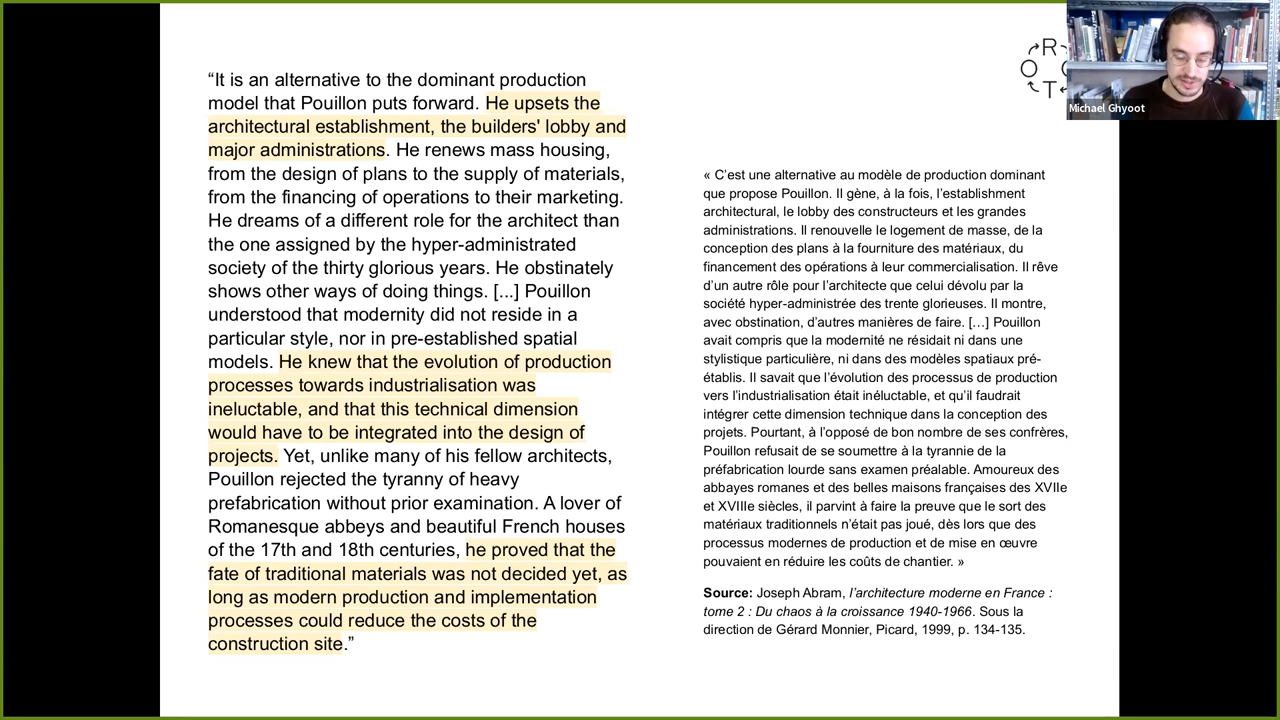 “It is an alternative to the dominant production
model that Pouillon puts forward. He upsets the
architectural establishment, the builders' lobby and
major administrations. He renews mass housing,
from the design of plans to the supply of materials,
from the financing of operations to their marketing.
He dreams of a different role for the architect than
the one assigned by the hyper-administrated
society of the thirty glorious years. He obstinately
shows other ways of doing things. [...] Pouillon
understood that modernity did not reside in a
particular style, nor in pre-established spatial
models. He knew that the evolution of production
processes towards industrialisation was
ineluctable, and that this technical dimension
would have to be integrated into the design of
projects. Yet, unlike many of his fellow architects,
Pouillon rejected the tyranny of heavy
prefabrication without prior examination. A lover of
Romanesque abbeys and beautiful French houses
of the 17th and 18th centuries, he proved that the
fate of traditional materials was not decided yet, as
long as modern production and implementation
processes could reduce the costs of the
construction site.”
« C’est une alternative au modèle de production dominant
que propose Pouillon. Il gène, à la fois, l’establishment
architectural, le lobby des constructeurs et les grandes
administrations. Il renouvelle le logement de masse, de la
conception des plans à la fourniture des matériaux, du
financement des opérations à leur commercialisation. Il rêve
d’un autre rôle pour l’architecte que celui dévolu par la
société hyper-administrée des trente glorieuses. Il montre,
avec obstination, d’autres manières de faire. […] Pouillon
avait compris que la modernité ne résidait ni dans une
stylistique particulière, ni dans des modèles spatiaux pré-
établis. Il savait que l’évolution des processus de production
vers l’industrialisation était inéluctable, et qu’il faudrait
intégrer cette dimension technique dans la conception des
projets. Pourtant, à l’opposé de bon nombre de ses confrères,
Pouillon refusait de se soumettre à la tyrannie de la
préfabrication lourde sans examen préalable. Amoureux des
abbayes romanes et des belles maisons françaises des XVIIe
et XVIIIe siècles, il parvint à faire la preuve que le sort des
matériaux traditionnels n’était pas joué, dès lors que des
processus modernes de production et de mise en œuvre
pouvaient en réduire les coûts de chantier. »
Source: Joseph Abram, l’architecture moderne en France :
tome 2 : Du chaos à la croissance 1940-1966. Sous la
direction de Gérard Monnier, Picard, 1999, p. 134-135.
R
O
T
Michael Ghyoot